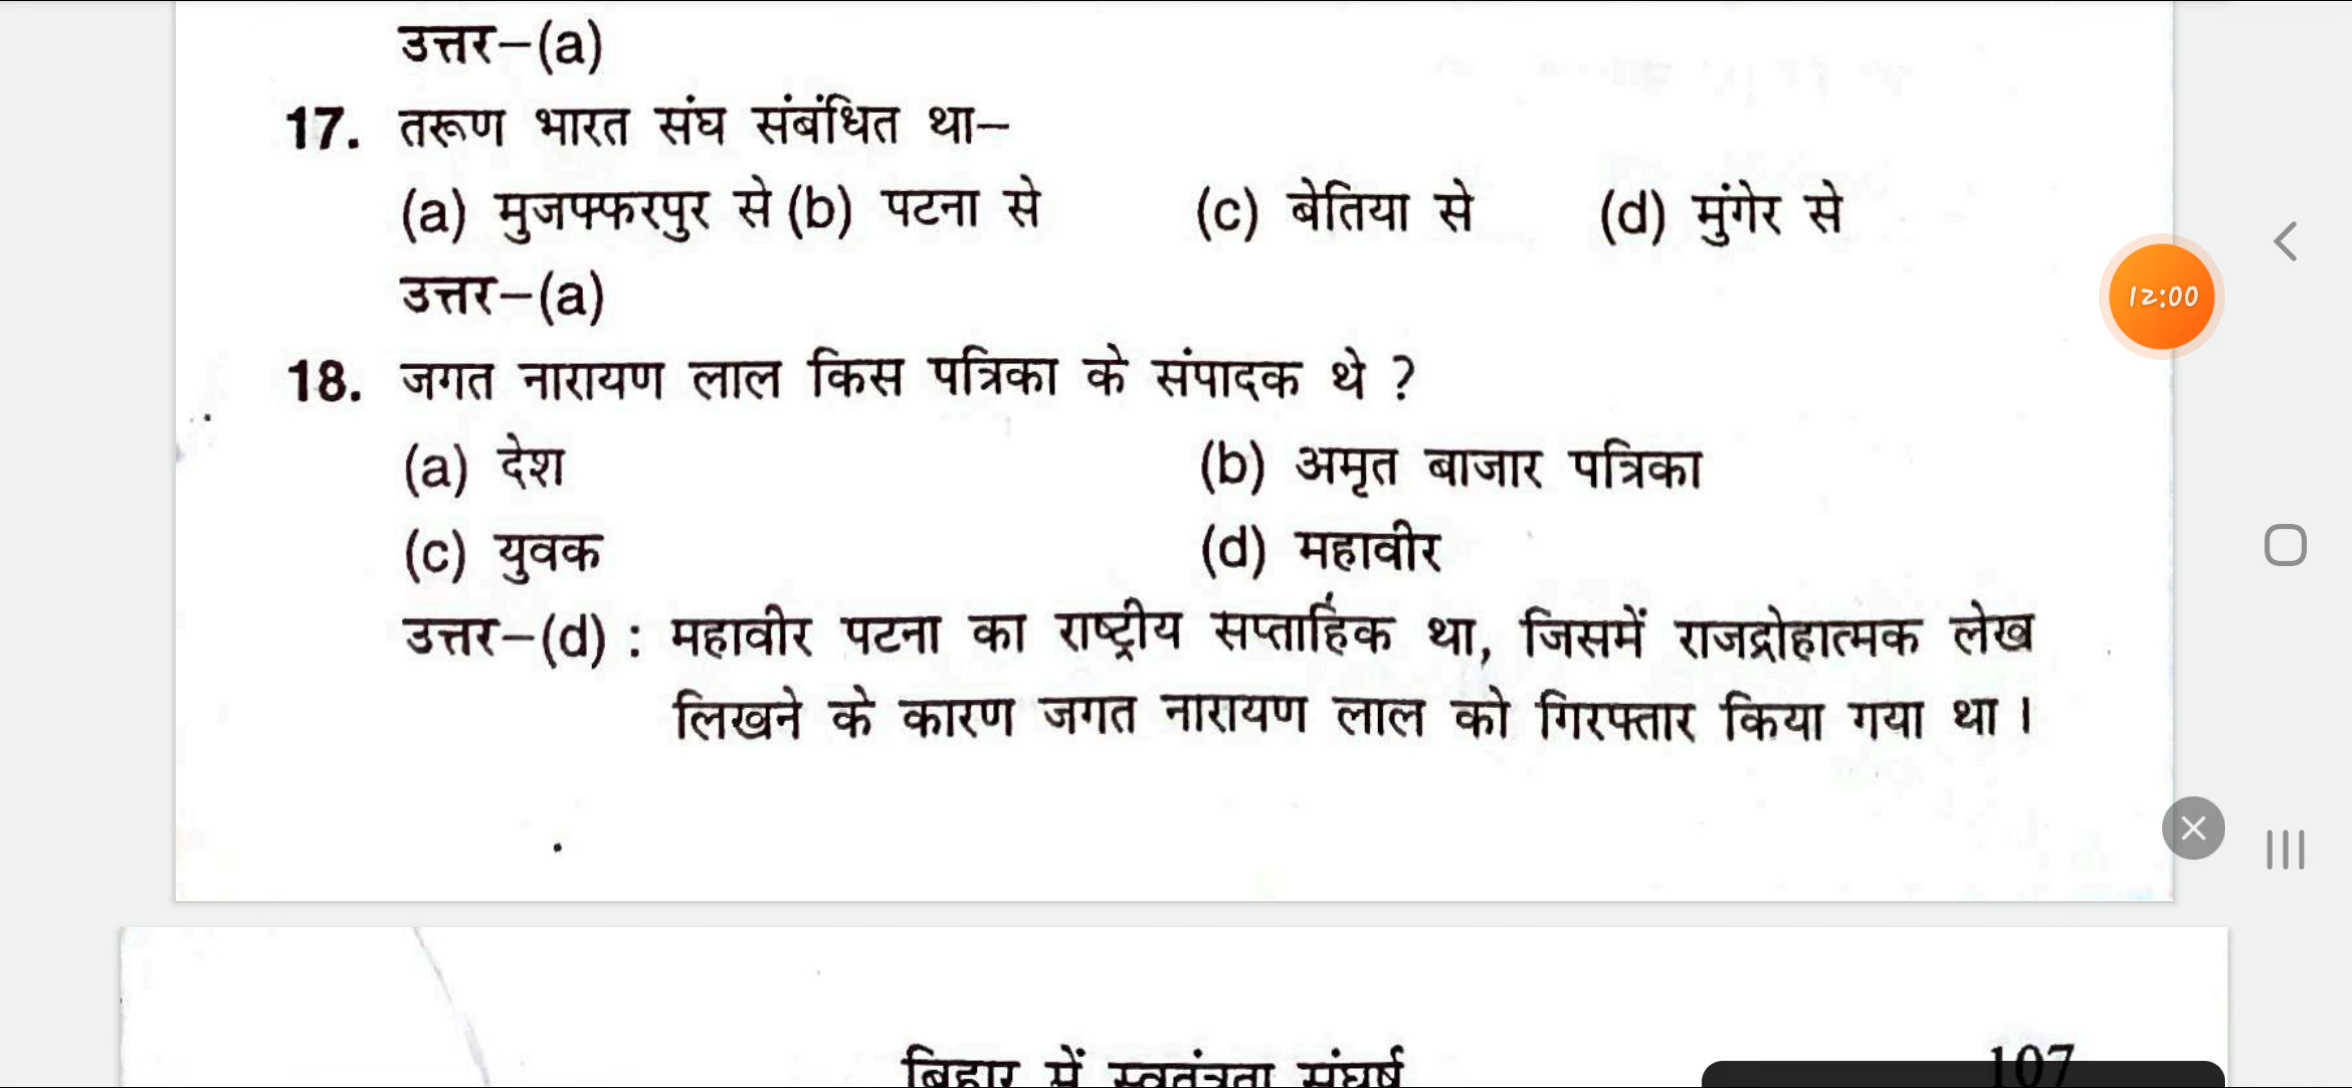 उत्तर–(a)
17. तरूण भारत संघ संबंधित था–
(a) मुजफ्फरपुर से (b) पटना से (c) बेतिया से (d) मुंगेर से
उत्तर–(a)
12:00
18. जगत नारायण लाल किस पत्रिका के संपादक थे ?
(a) देश (b) अमृत बाजार पत्रिका
(c) युवक (d) महावीर
उत्तर–(d) : महावीर पटना का राष्ट्रीय सप्ताहिक था, जिसमें राजद्रोहात्मक लेख
लिखने के कारण जगत नारायण लाल को गिरफ्तार किया गया था ।
बिहार में स्वतंत्रता संघर्ष 107